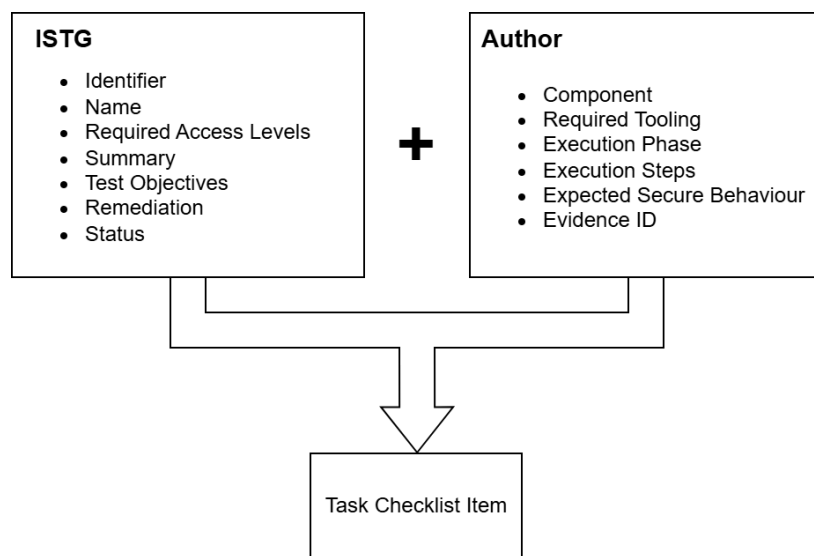 ISTG
• Identifier
• Name
• Required Access Levels
• Summary
• Test Objectives
• Remediation
• Status
+
Author
• Component
• Required Tooling
• Execution Phase
• Execution Steps
• Expected Secure Behaviour
• Evidence ID
Task Checklist Item